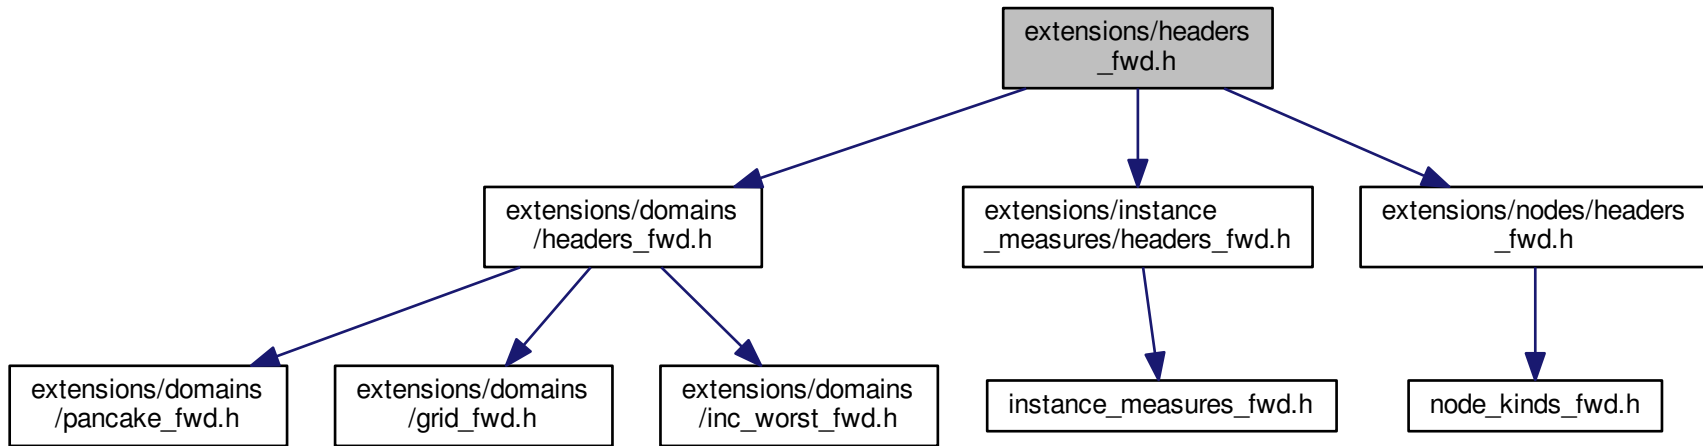 extensions/headers
_fwd.h
extensions/domains
/headers_fwd.h
extensions/instance
_measures/headers_fwd.h
extensions/nodes/headers
_fwd.h
extensions/domains
/pancake_fwd.h
extensions/domains
/grid_fwd.h
extensions/domains
/inc_worst_fwd.h
instance_measures_fwd.h
node_kinds_fwd.h